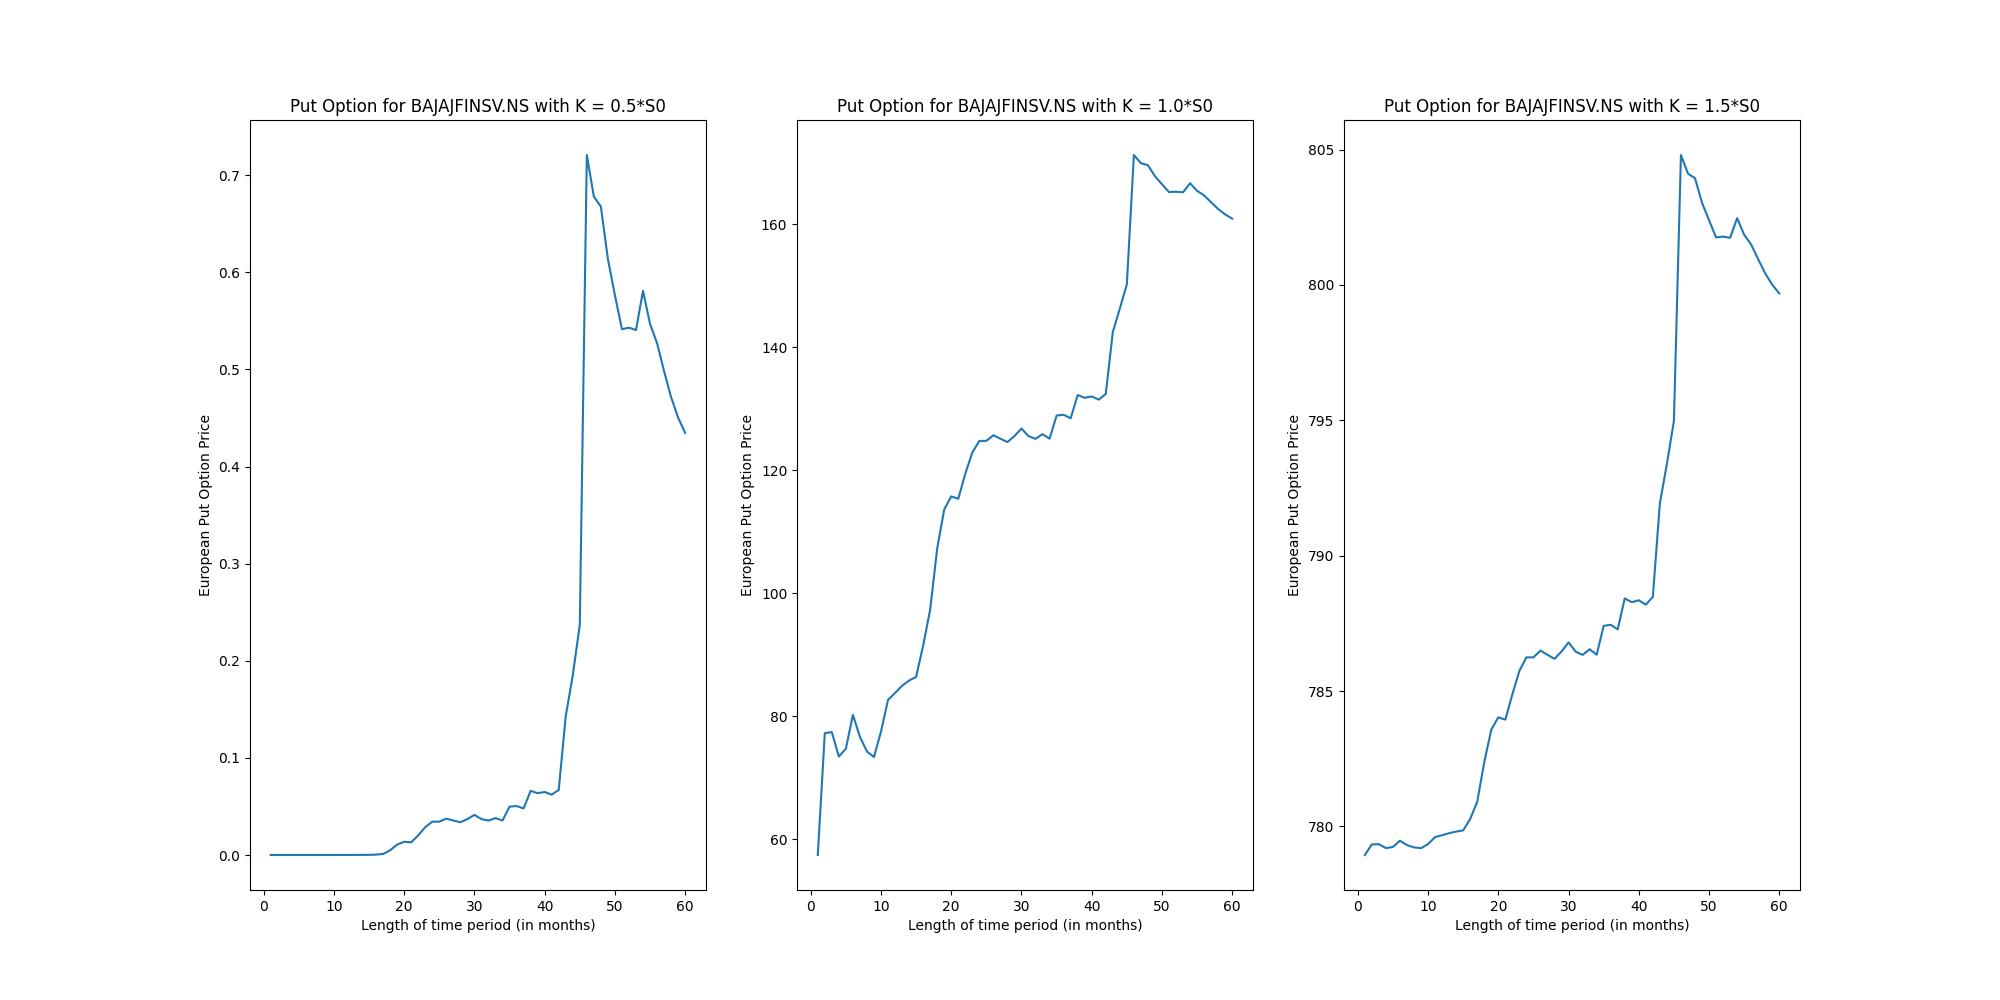 Put Option for BAJAJFINSV.NS with K = 0.5*S0
European Put Option Price
0.7
0.6
0.5
0.4
0.3
0.2
0.1
0.0
0 10 20 30 40 50 60
Length of time period (in months)
Put Option for BAJAJFINSV.NS with K = 1.0*S0
European Put Option Price
160
140
120
100
80
60
0 10 20 30 40 50 60
Length of time period (in months)
Put Option for BAJAJFINSV.NS with K = 1.5*S0
European Put Option Price
805
800
795
790
785
780
0 10 20 30 40 50 60
Length of time period (in months)